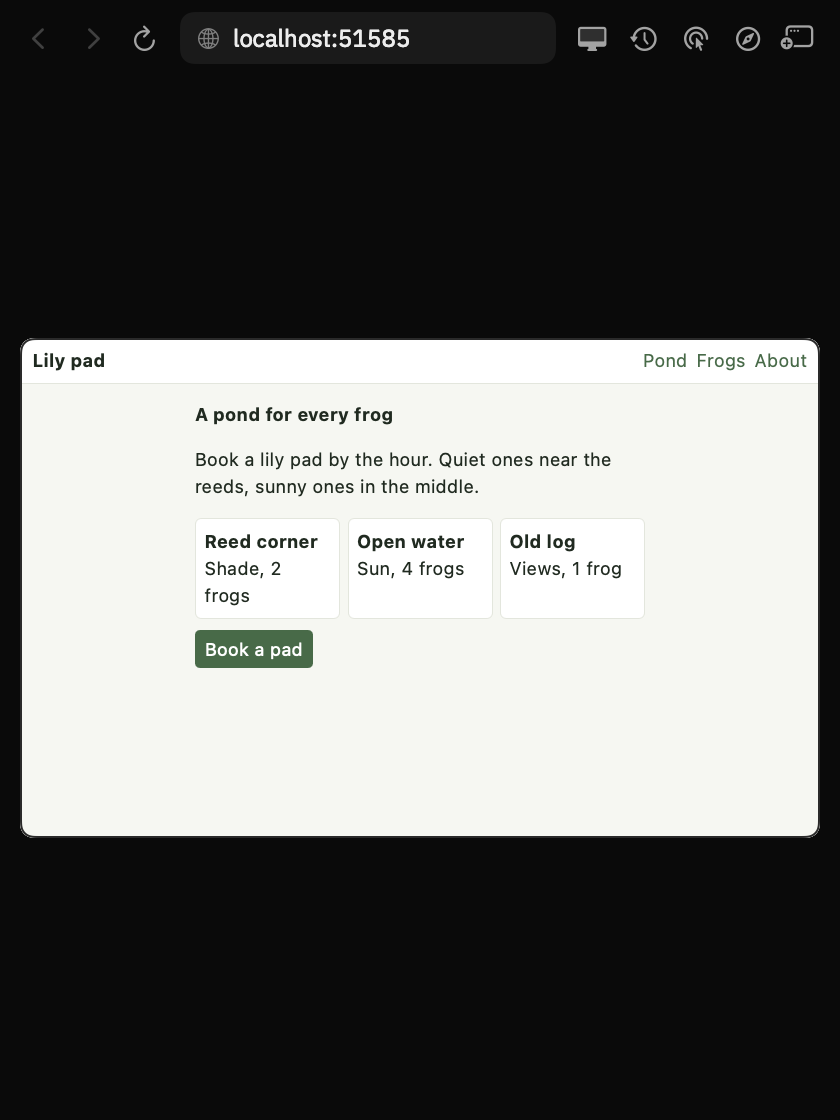 localhost:51585
Lily pad
Pond Frogs About
A pond for every frog
Book a lily pad by the hour. Quiet ones near the
reeds, sunny ones in the middle.
Reed corner
Shade, 2
frogs
Open water
Sun, 4 frogs
Old log
Views, 1 frog
Book a pad